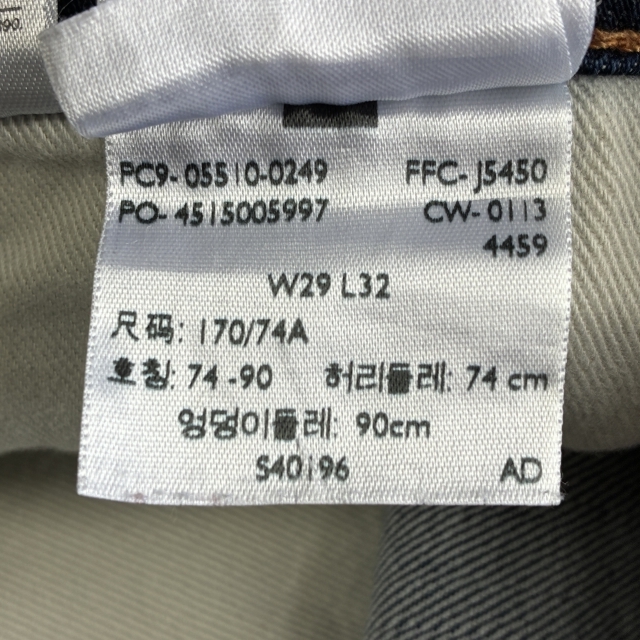 PC9-05510-0249 FFC-J5450
PO-4515005997 CW-0113
4459
W29 L32
尺码: 170/74A
호칭: 74-90 허리둘레: 74 cm
엉덩이둘레: 90cm
S40196 AD